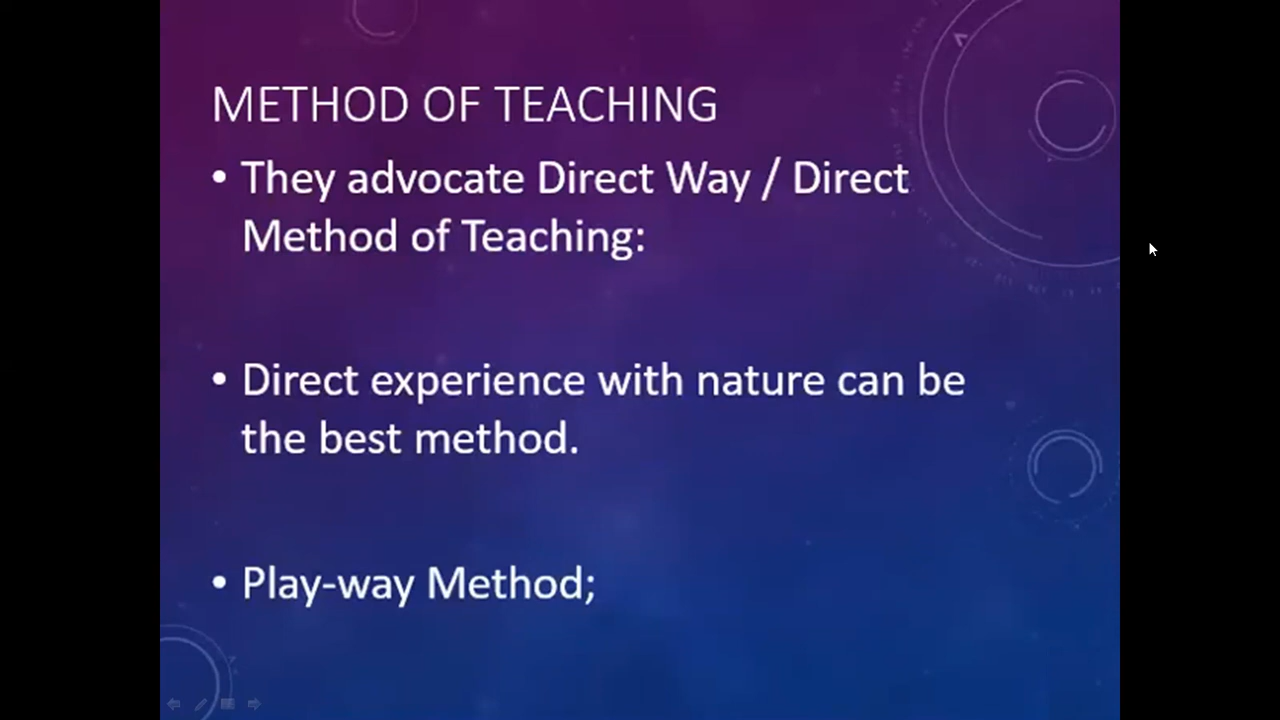 METHOD OF TEACHING
• They advocate Direct Way / Direct
Method of Teaching:
• Direct experience with nature can be
the best method.
• Play-way Method;